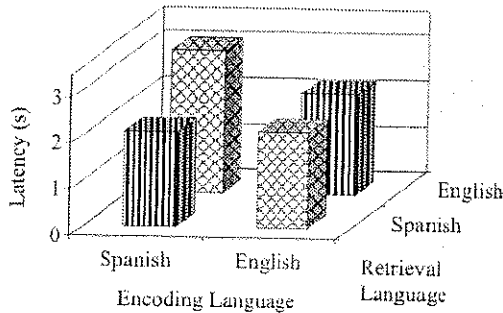 3
2
1
0
Latency (s)
Spanish English
Encoding Language
English
Spanish
Retrieval
Language